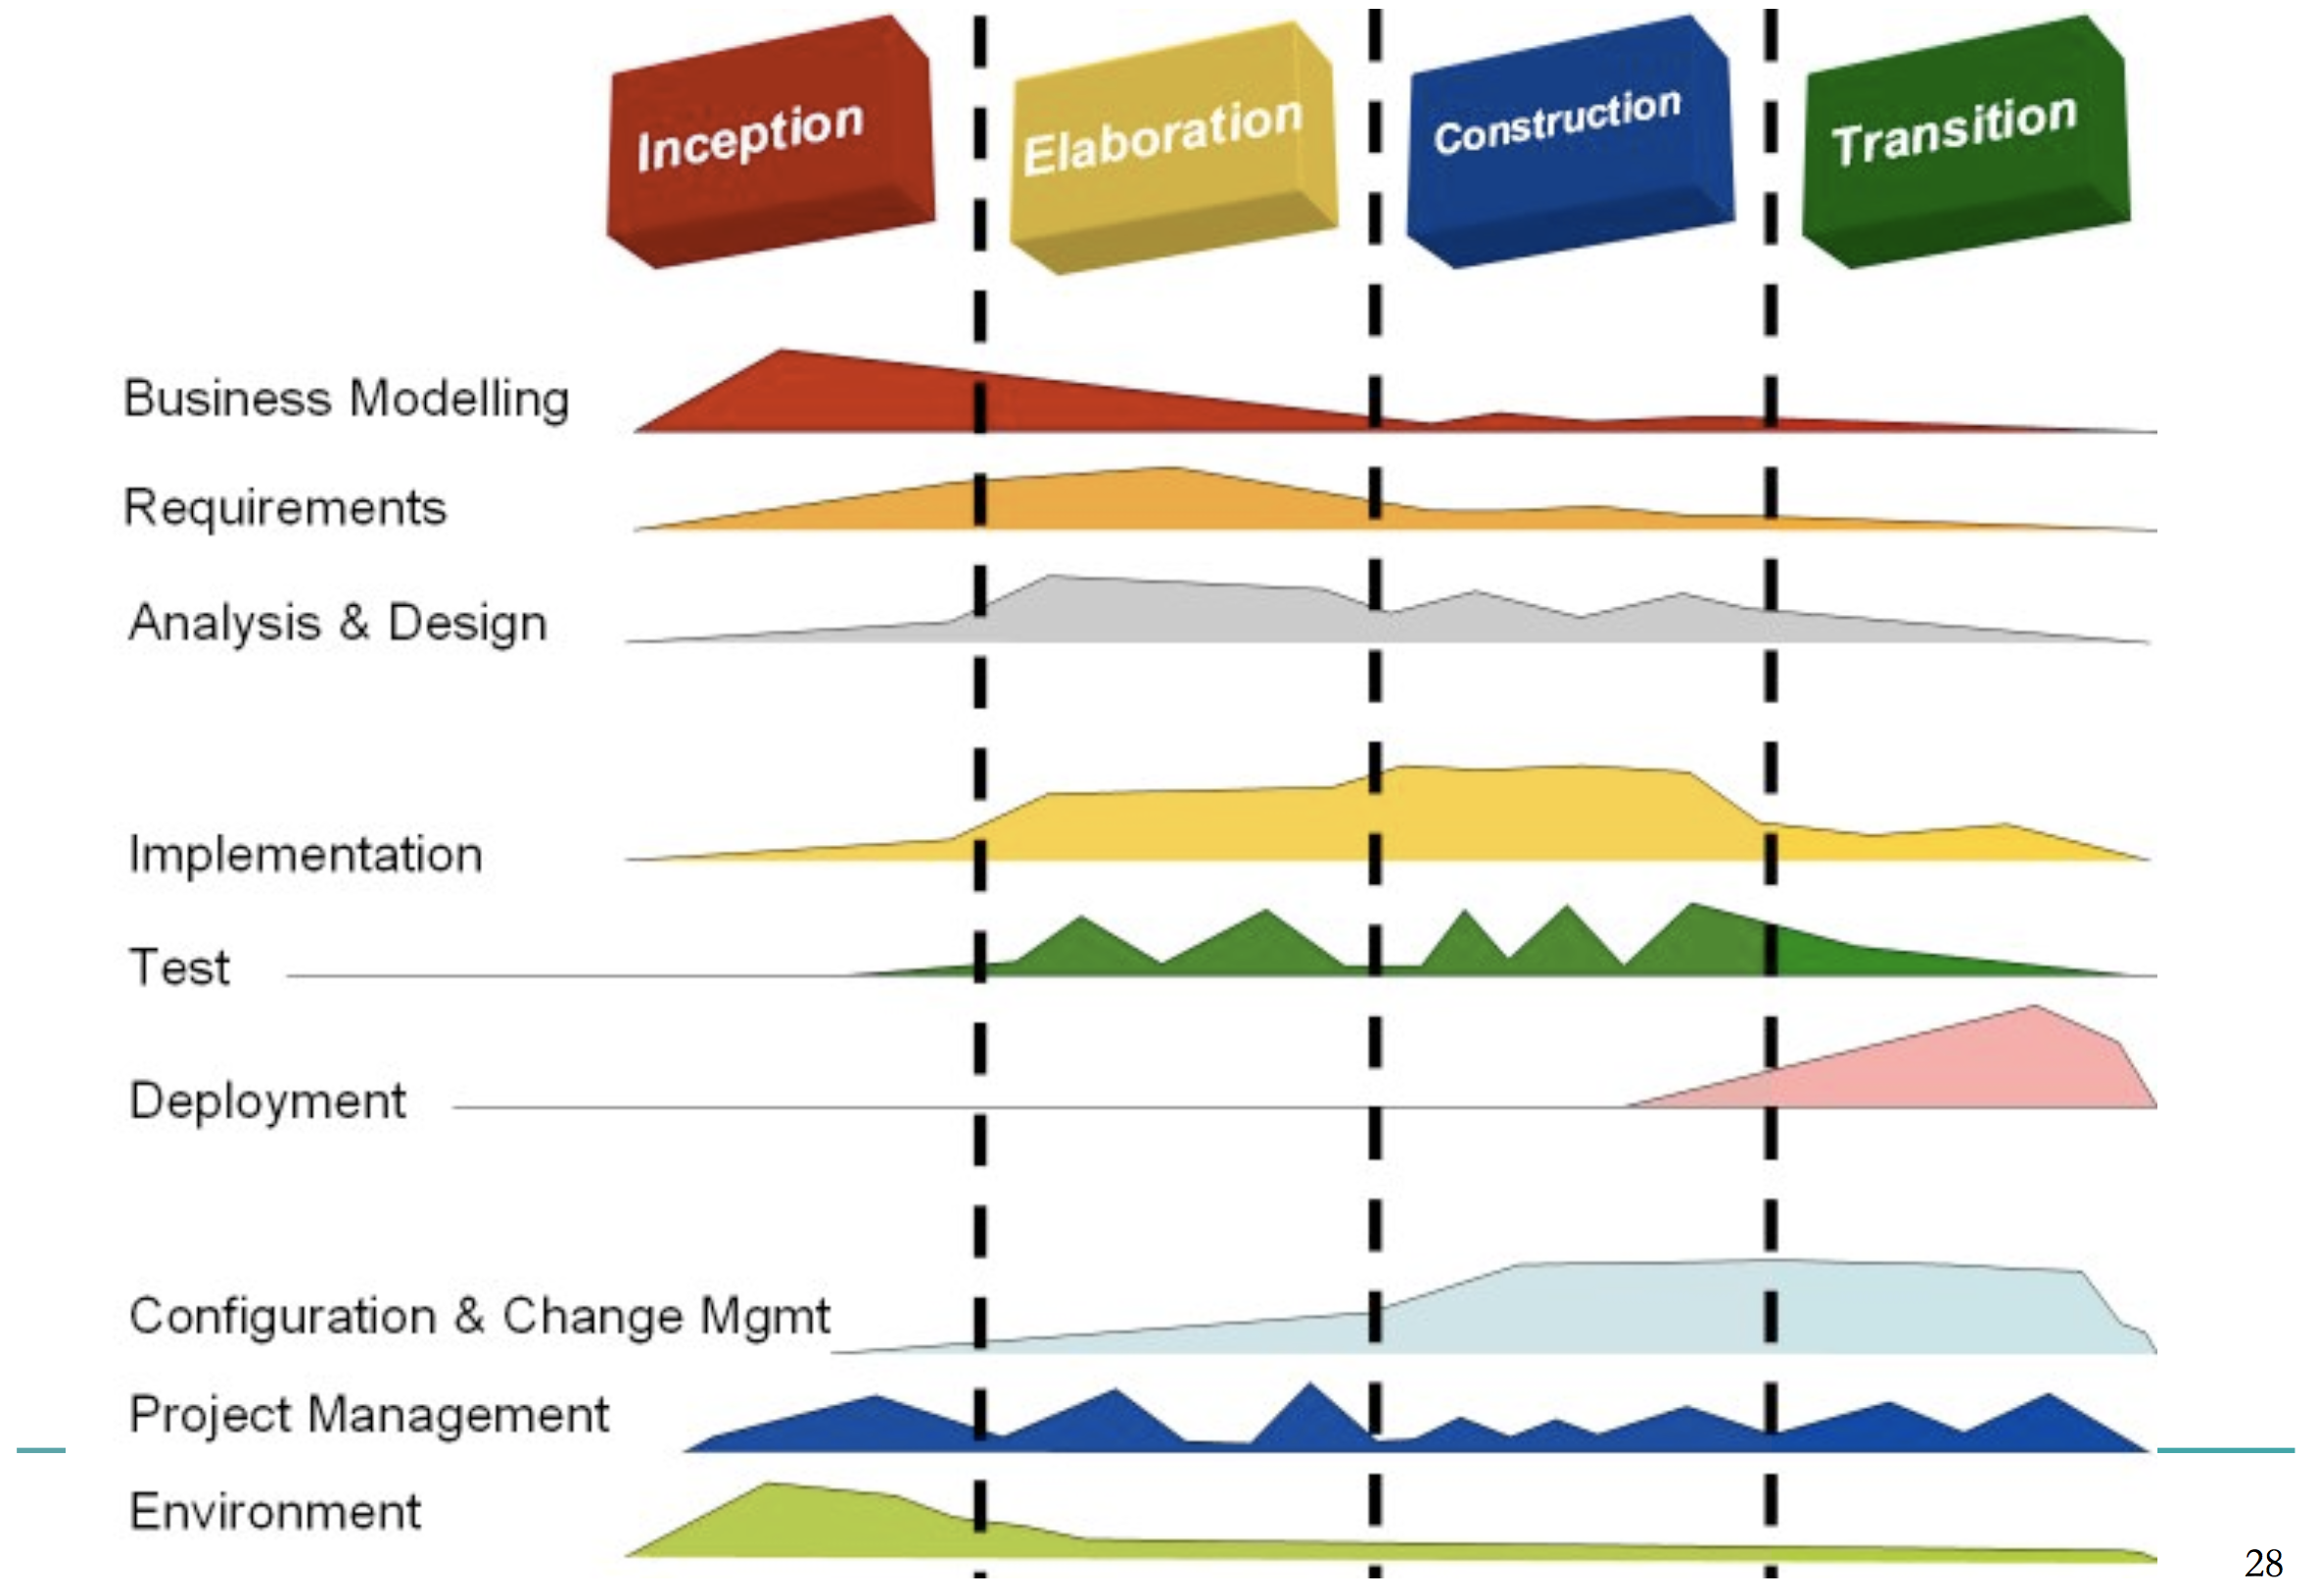 Inception
Elaboration
Construction
Transition
Business Modelling
Requirements
Analysis & Design
Implementation
Test
Deployment
Configuration & Change Mgmt
Project Management
Environment
28